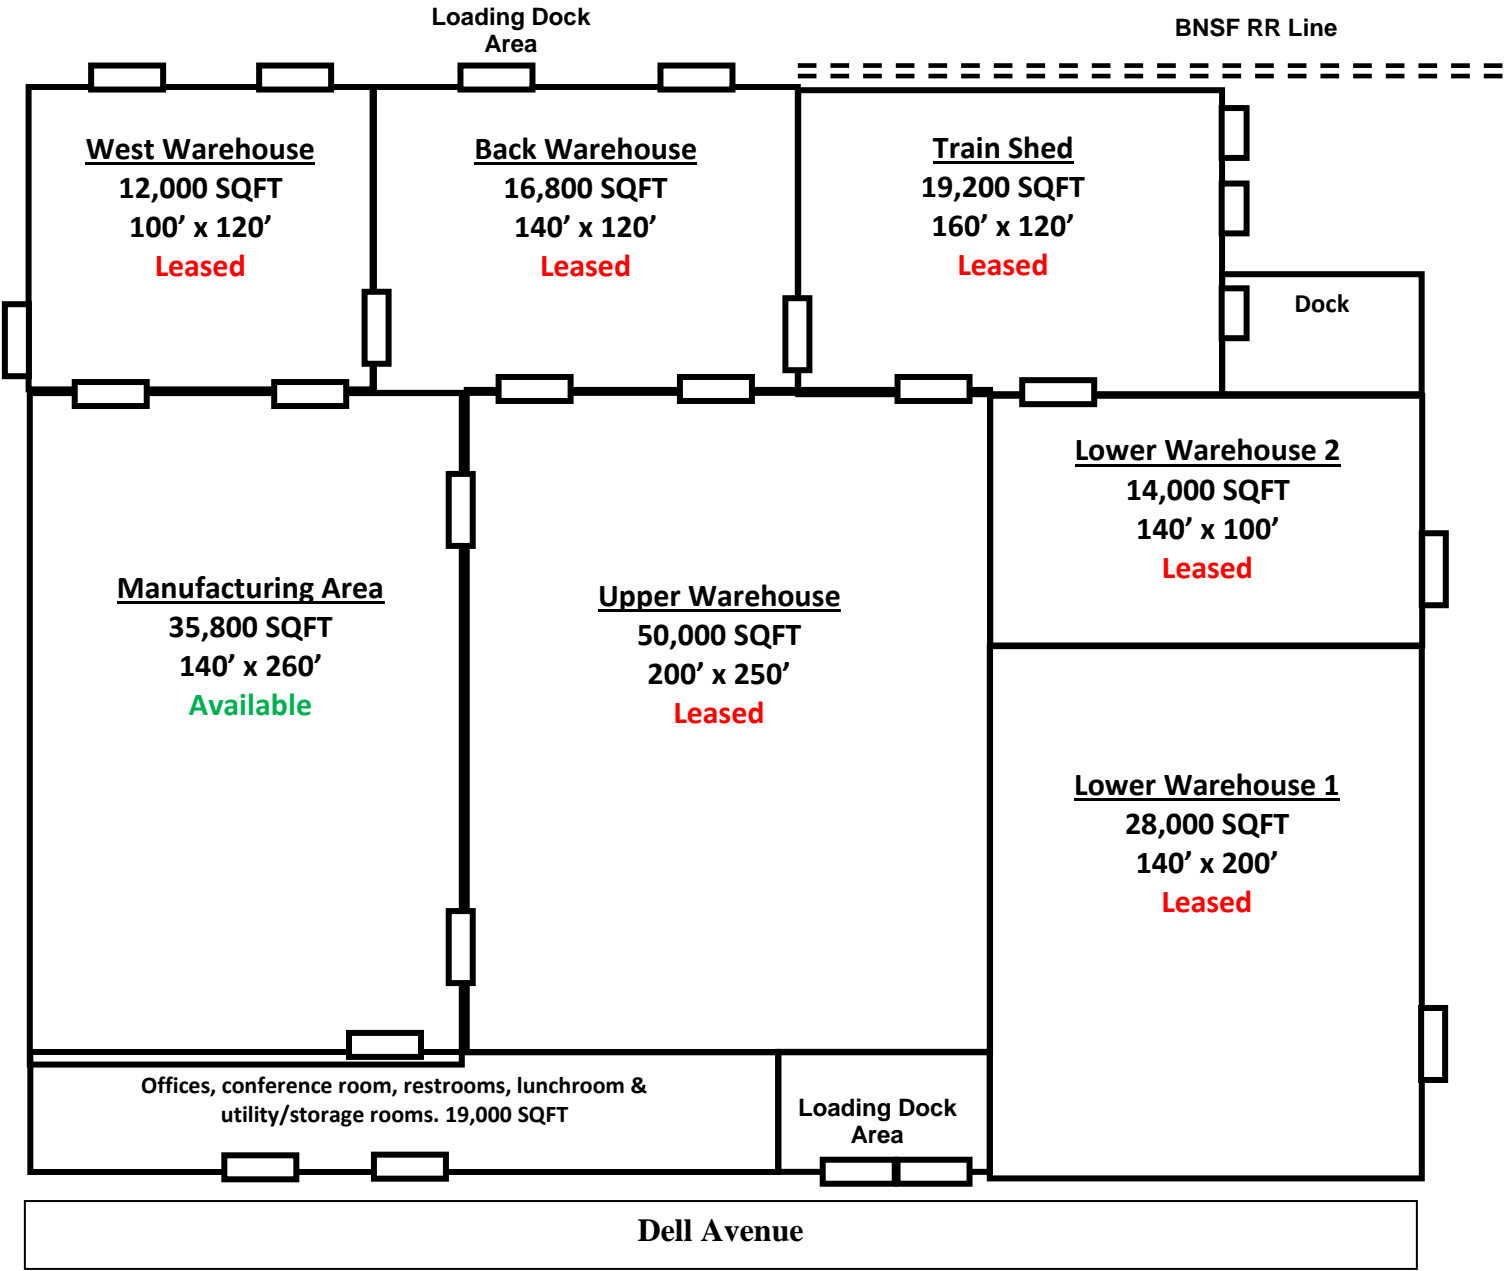 Loading Dock
Area
BNSF RR Line
West Warehouse
12,000 SQFT
100’ x 120’
Leased
Back Warehouse
16,800 SQFT
140’ x 120’
Leased
Train Shed
19,200 SQFT
160’ x 120’
Leased
Dock
Manufacturing Area
35,800 SQFT
140’ x 260’
Available
Upper Warehouse
50,000 SQFT
200’ x 250’
Leased
Lower Warehouse 2
14,000 SQFT
140’ x 100’
Leased
Lower Warehouse 1
28,000 SQFT
140’ x 200’
Leased
Offices, conference room, restrooms, lunchroom &
utility/storage rooms. 19,000 SQFT
Loading Dock
Area
Dell Avenue